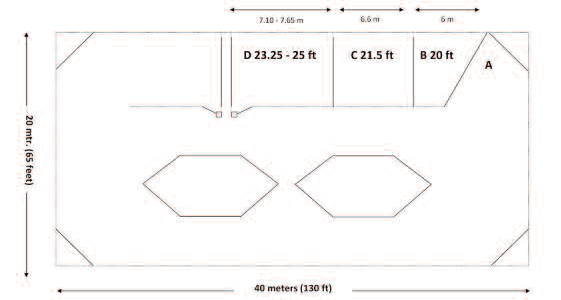 7.10 - 7.65 m
6.6 m
6 m
D 23.25 - 25 ft
C 21.5 ft
B 20 ft
A
20 mtr. (65 feet)
40 meters (130 ft)